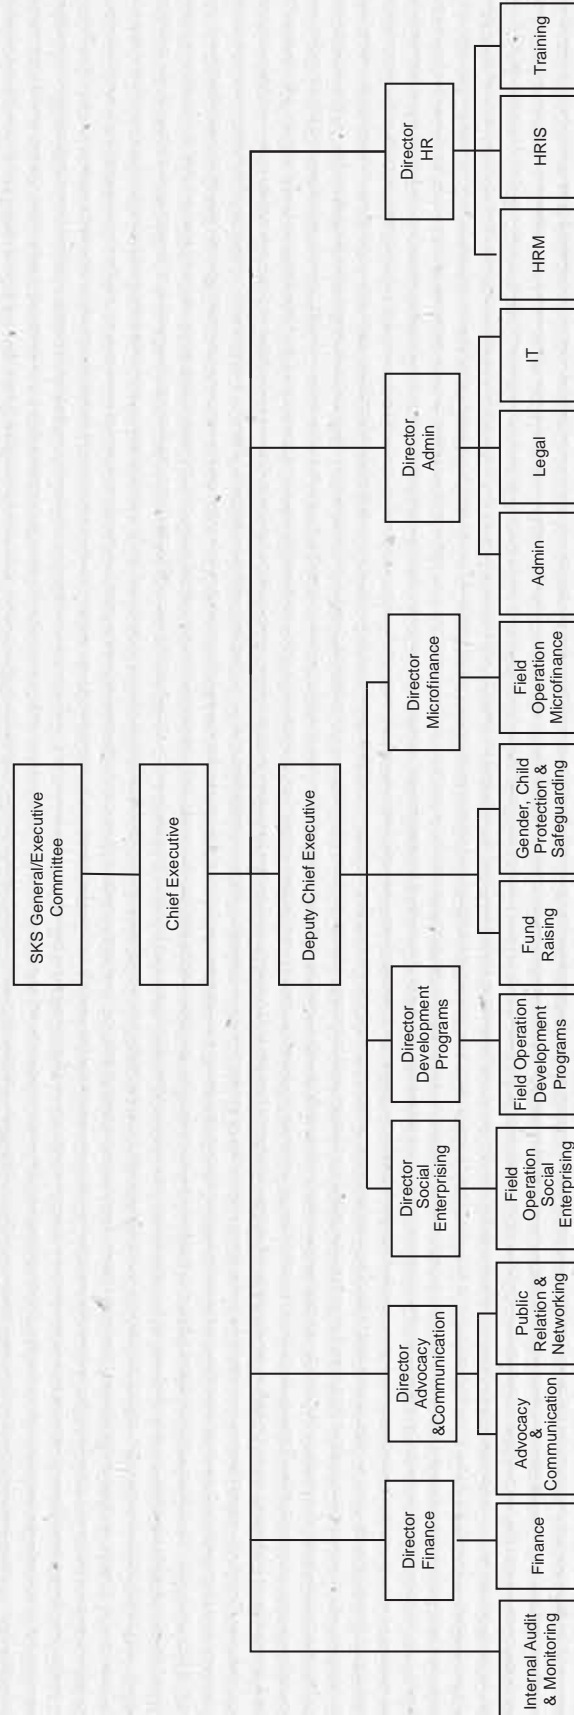 SKS General/Executive
Committee
Chief Executive
Deputy Chief Executive
Director
Finance
Director
Advocacy
&Communication
Director
Social
Enterprising
Director
Development
Programs
Director
Microfinance
Director
Admin
Director
HR
Internal Audit
& Monitoring
Finance
Advocacy
&
Communication
Public
Relation &
Networking
Field
Operation
Social
Enterprising
Field Operation
Development
Programs
Fund
Raising
Gender, Child
Protection &
Safeguarding
Field
Operation
Microfinance
Admin
Legal
IT
HRM
HRIS
Training